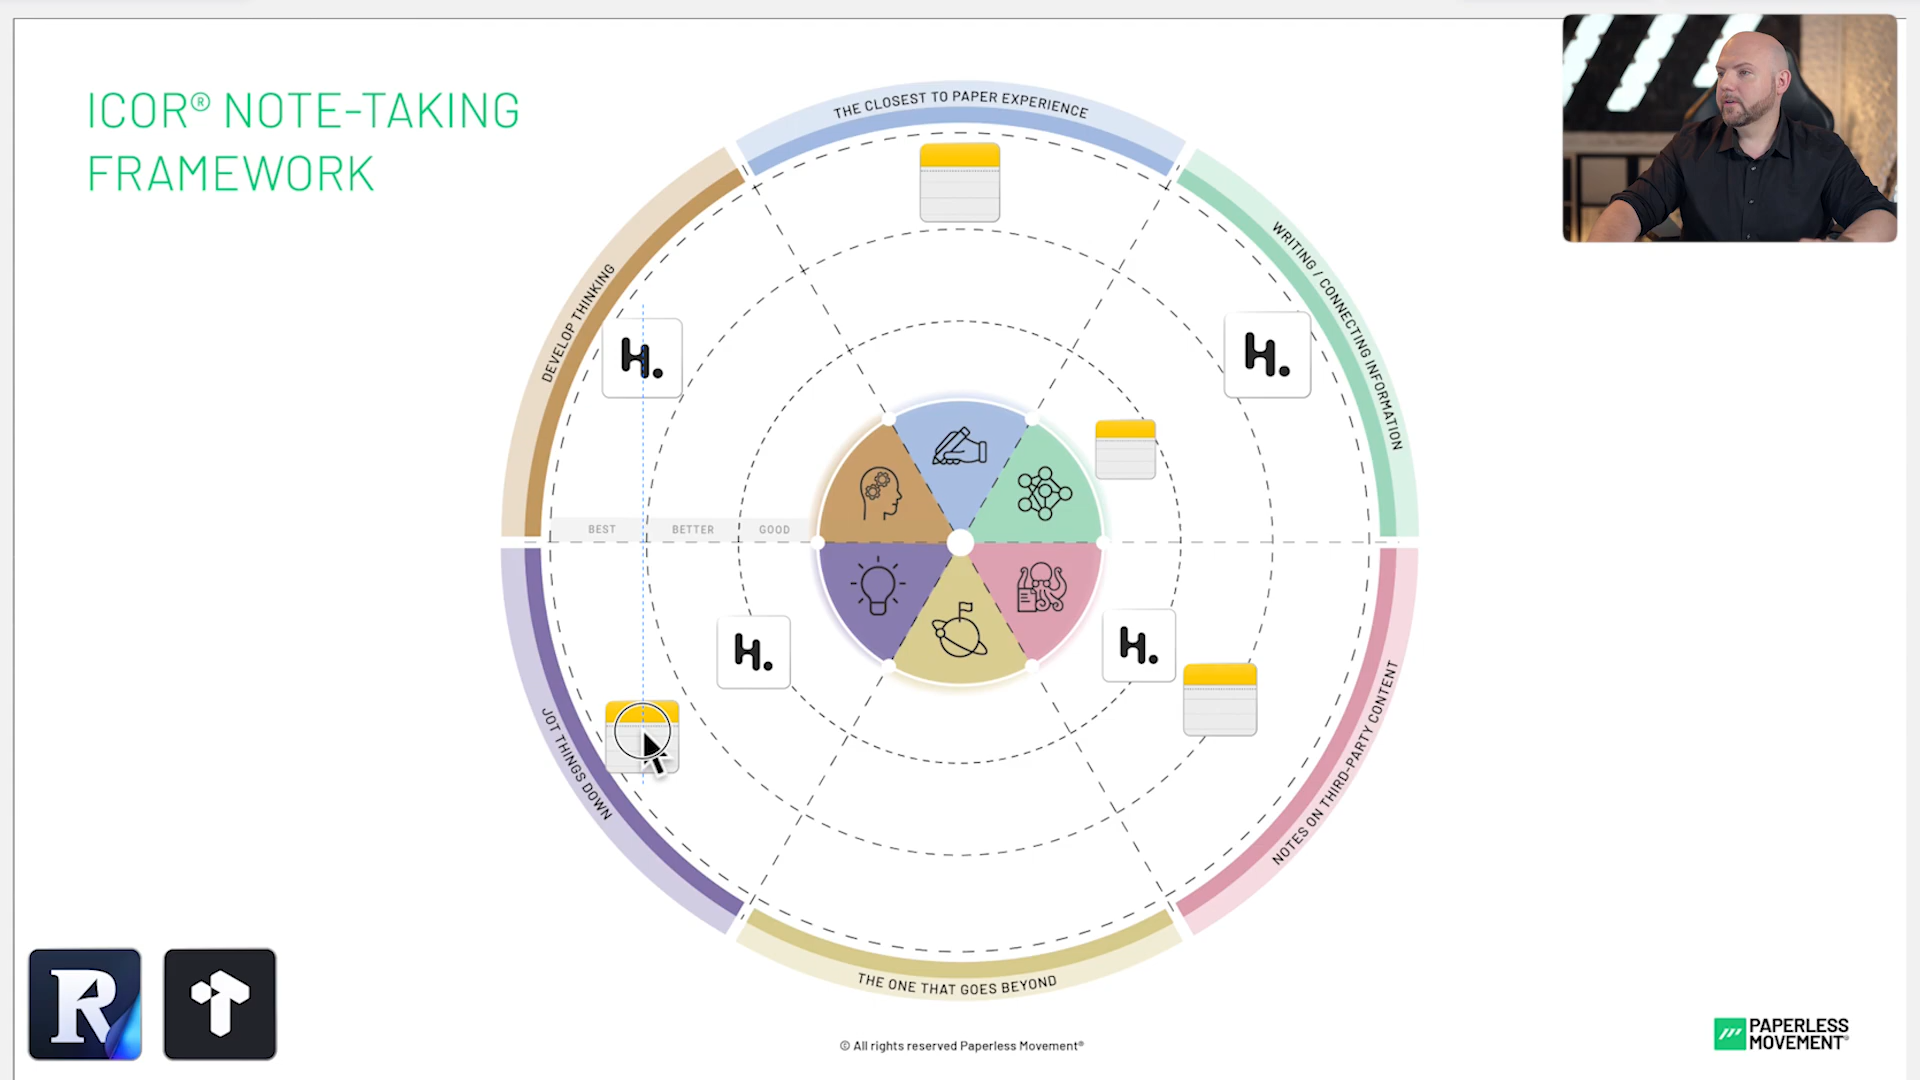 ICOR® NOTE-TAKING
FRAMEWORK
THE CLOSEST TO PAPER EXPERIENCE
WRITING / CONNECTING INFORMATION
DEVELOP THINKING
H.
H.
BEST
BETTER
GOOD
H.
H.
JOT THINGS DOWN
NOTES ON THIRD-PARTY CONTENT
THE ONE THAT GOES BEYOND
R
© All rights reserved Paperless Movement®
PAPERLESS
MOVEMENT®